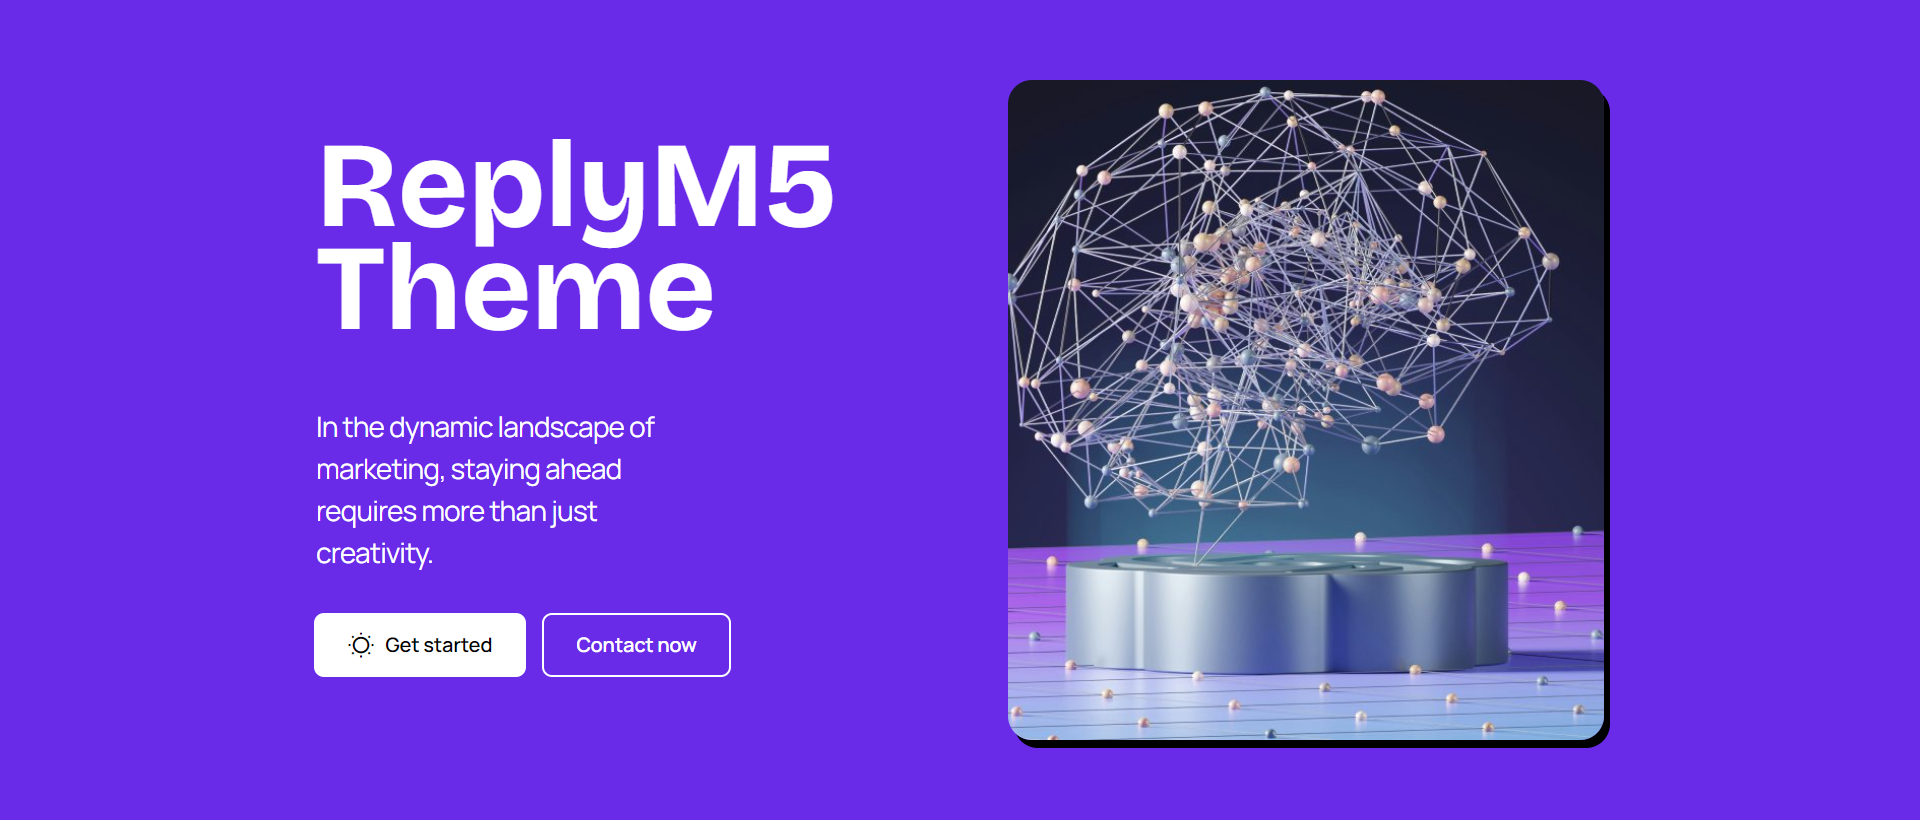 ReplyM5
Theme
In the dynamic landscape of
marketing, staying ahead
requires more than just
creativity.
Get started
Contact now